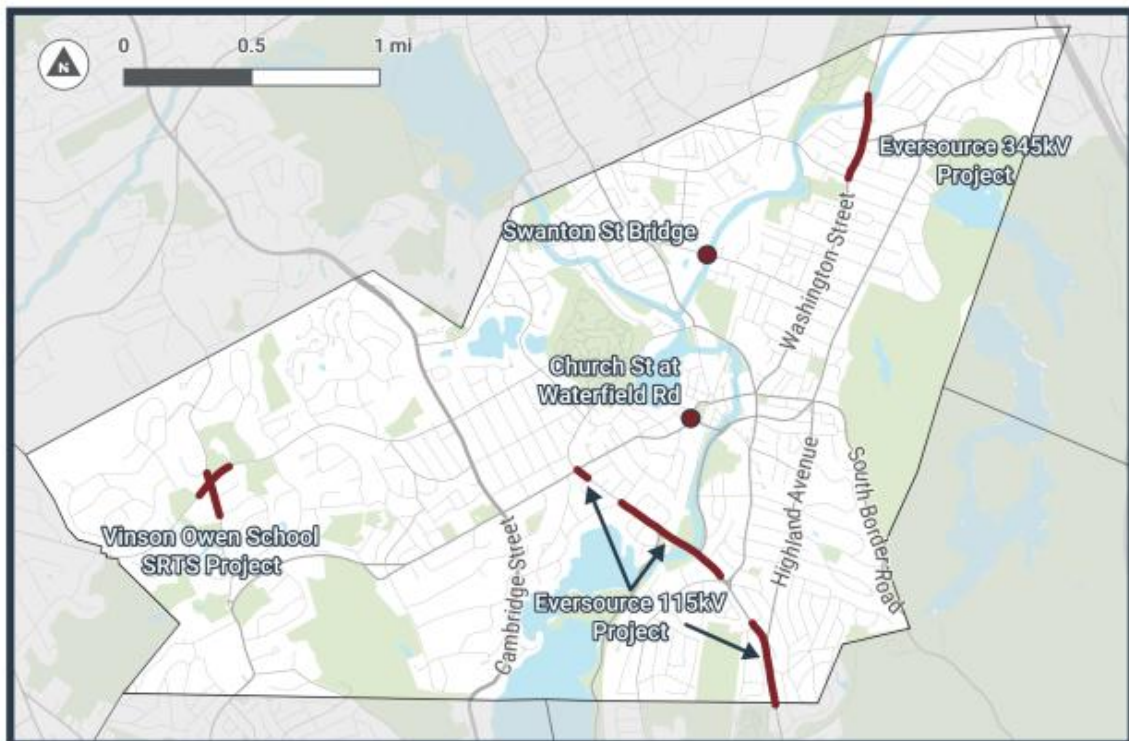 0 0.5 1 mi
N
Eversource 345kV
Project
Swanton St Bridge
Washington Street
Church St at
Waterfield Rd
Highland Avenue
South Border Road
Vinson Owen School
SRTS Project
Cambridge Street
Eversource 115kV
Project